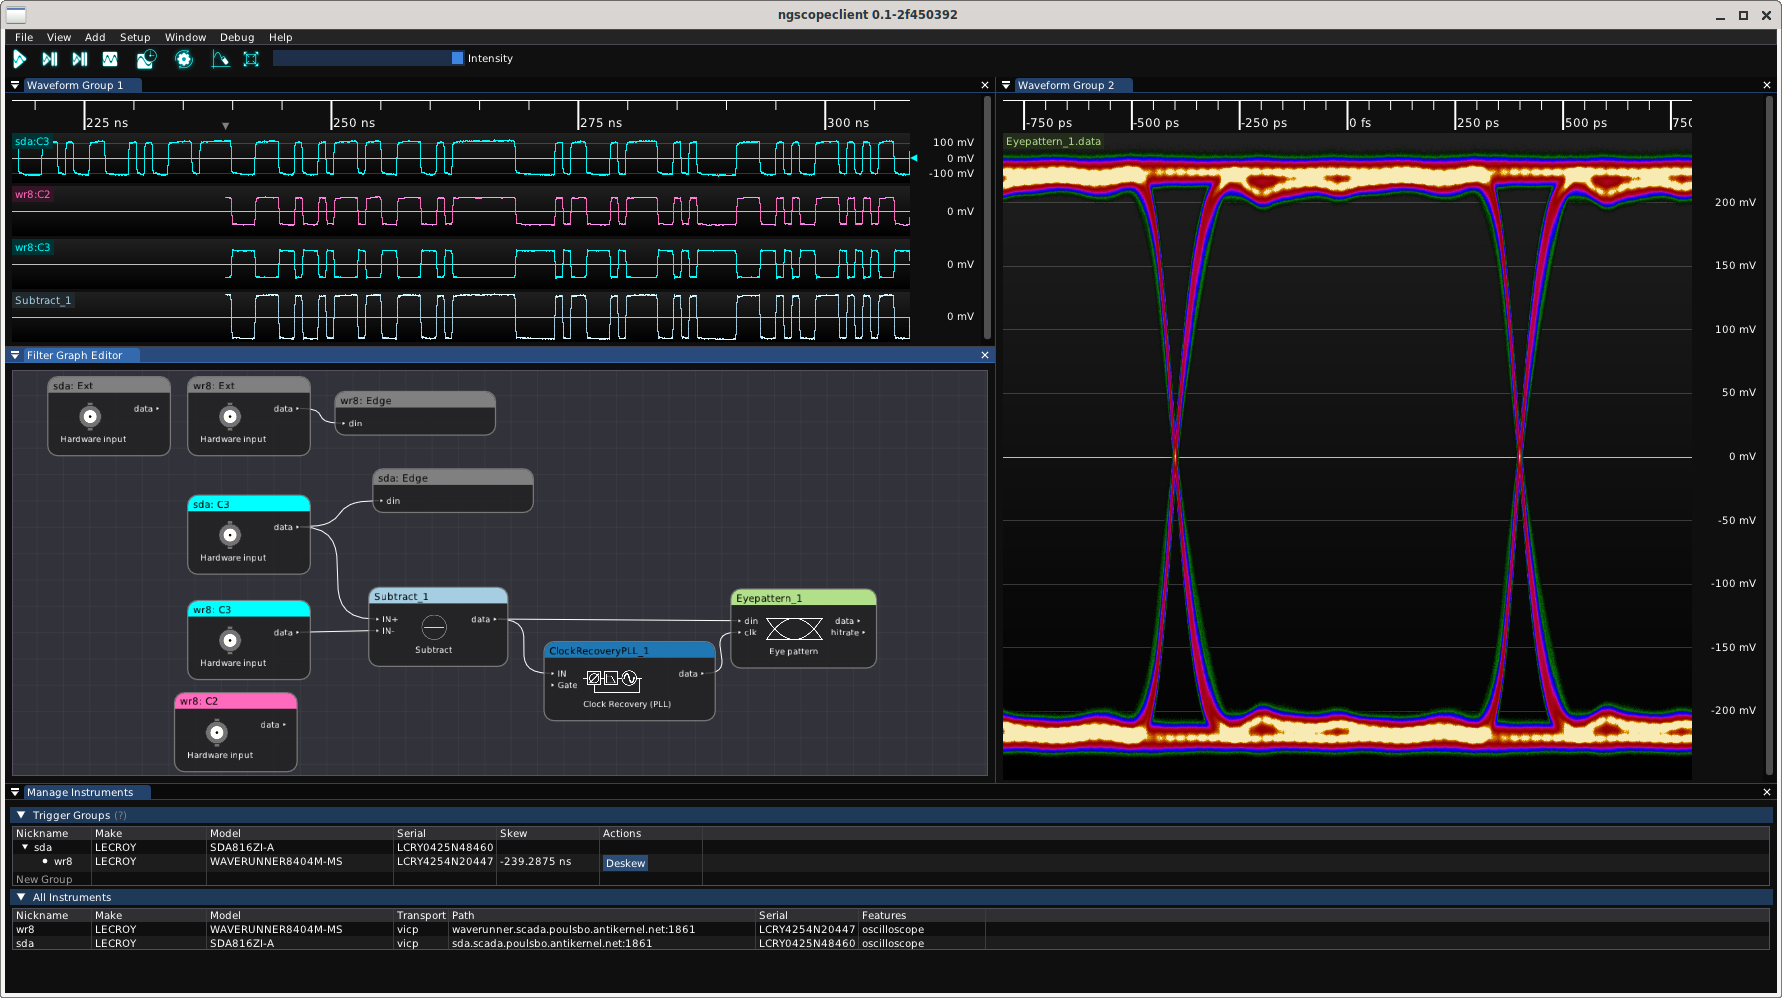 ngscopeclient 0.1-2f450392
File View Add Setup Window Debug Help
Intensity
Waveform Group 1
225 ns 250 ns 275 ns 300 ns
sda:C3
100 mV
0 mV
-100 mV
wr8:C2
0 mV
wr8:C3
0 mV
Subtract_1
0 mV
Waveform Group 2
-750 ps -500 ps -250 ps 0 fs 250 ps 500 ps 750
Eyepattern_1.data
200 mV
150 mV
100 mV
50 mV
0 mV
-50 mV
-100 mV
-150 mV
-200 mV
Filter Graph Editor
sda: Ext
data
Hardware input
wr8: Ext
data
Hardware input
wr8: Edge
din
sda: Edge
din
sda: C3
data
Hardware input
wr8: C3
data
Hardware input
Subtract_1
IN+ data
IN-
Subtract
ClockRecoveryPLL_1
IN data
Gate
Clock Recovery (PLL)
Eyepattern_1
din data
clk hitrate
Eye pattern
wr8: C2
data
Hardware input
Manage Instruments
Trigger Groups (?)
Nickname Make Model Serial Skew Actions
sda LECROY SDA816ZI-A LCRY0425N48460
wr8 LECROY WAVERUNNER8404M-MS LCRY4254N20447 -239.2875 ns Deskew
New Group
All Instruments
Nickname Make Model Transport Path Serial Features
wr8 LECROY WAVERUNNER8404M-MS vicp waverunner.scada.poulsbo.antikernel.net:1861 LCRY4254N20447 oscilloscope
sda LECROY SDA816ZI-A vicp sda.scada.poulsbo.antikernel.net:1861 LCRY0425N48460 oscilloscope